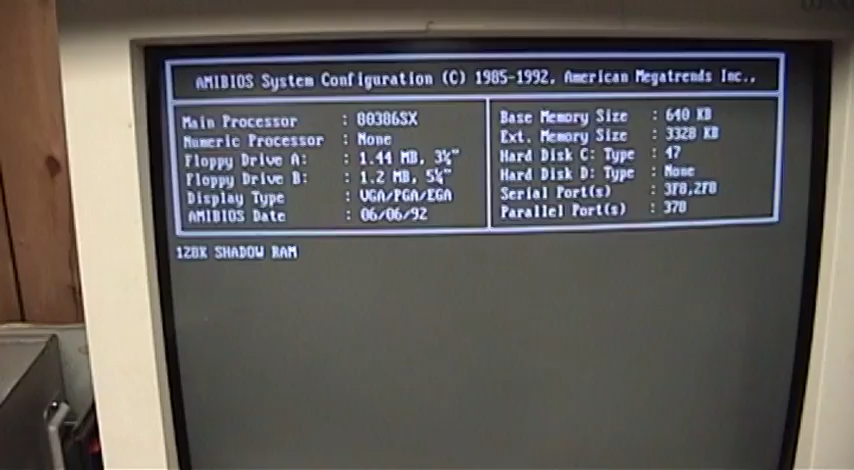 AMIBIOS System Configuration (C) 1985-1992, American Megatrends Inc.,
Main Processor : 80386SX
Numeric Processor : None
Floppy Drive A: : 1.44 MB, 3½"
Floppy Drive B: : 1.2 MB, 5¼"
Display Type : VGA/PGA/EGA
AMIBIOS Date : 06/06/92
Base Memory Size : 640 KB
Ext. Memory Size : 3328 KB
Hard Disk C: Type : 47
Hard Disk D: Type : None
Serial Port(s) : 3F8,2F8
Parallel Port(s) : 378
128K SHADOW RAM